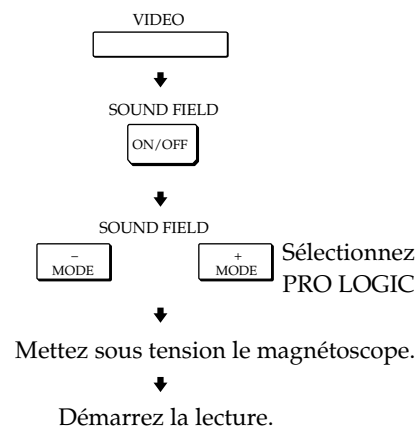 VIDEO
SOUND FIELD
ON/OFF
SOUND FIELD
–
MODE
+
MODE
Sélectionnez
PRO LOGIC
Mettez sous tension le magnétoscope.
Démarrez la lecture.